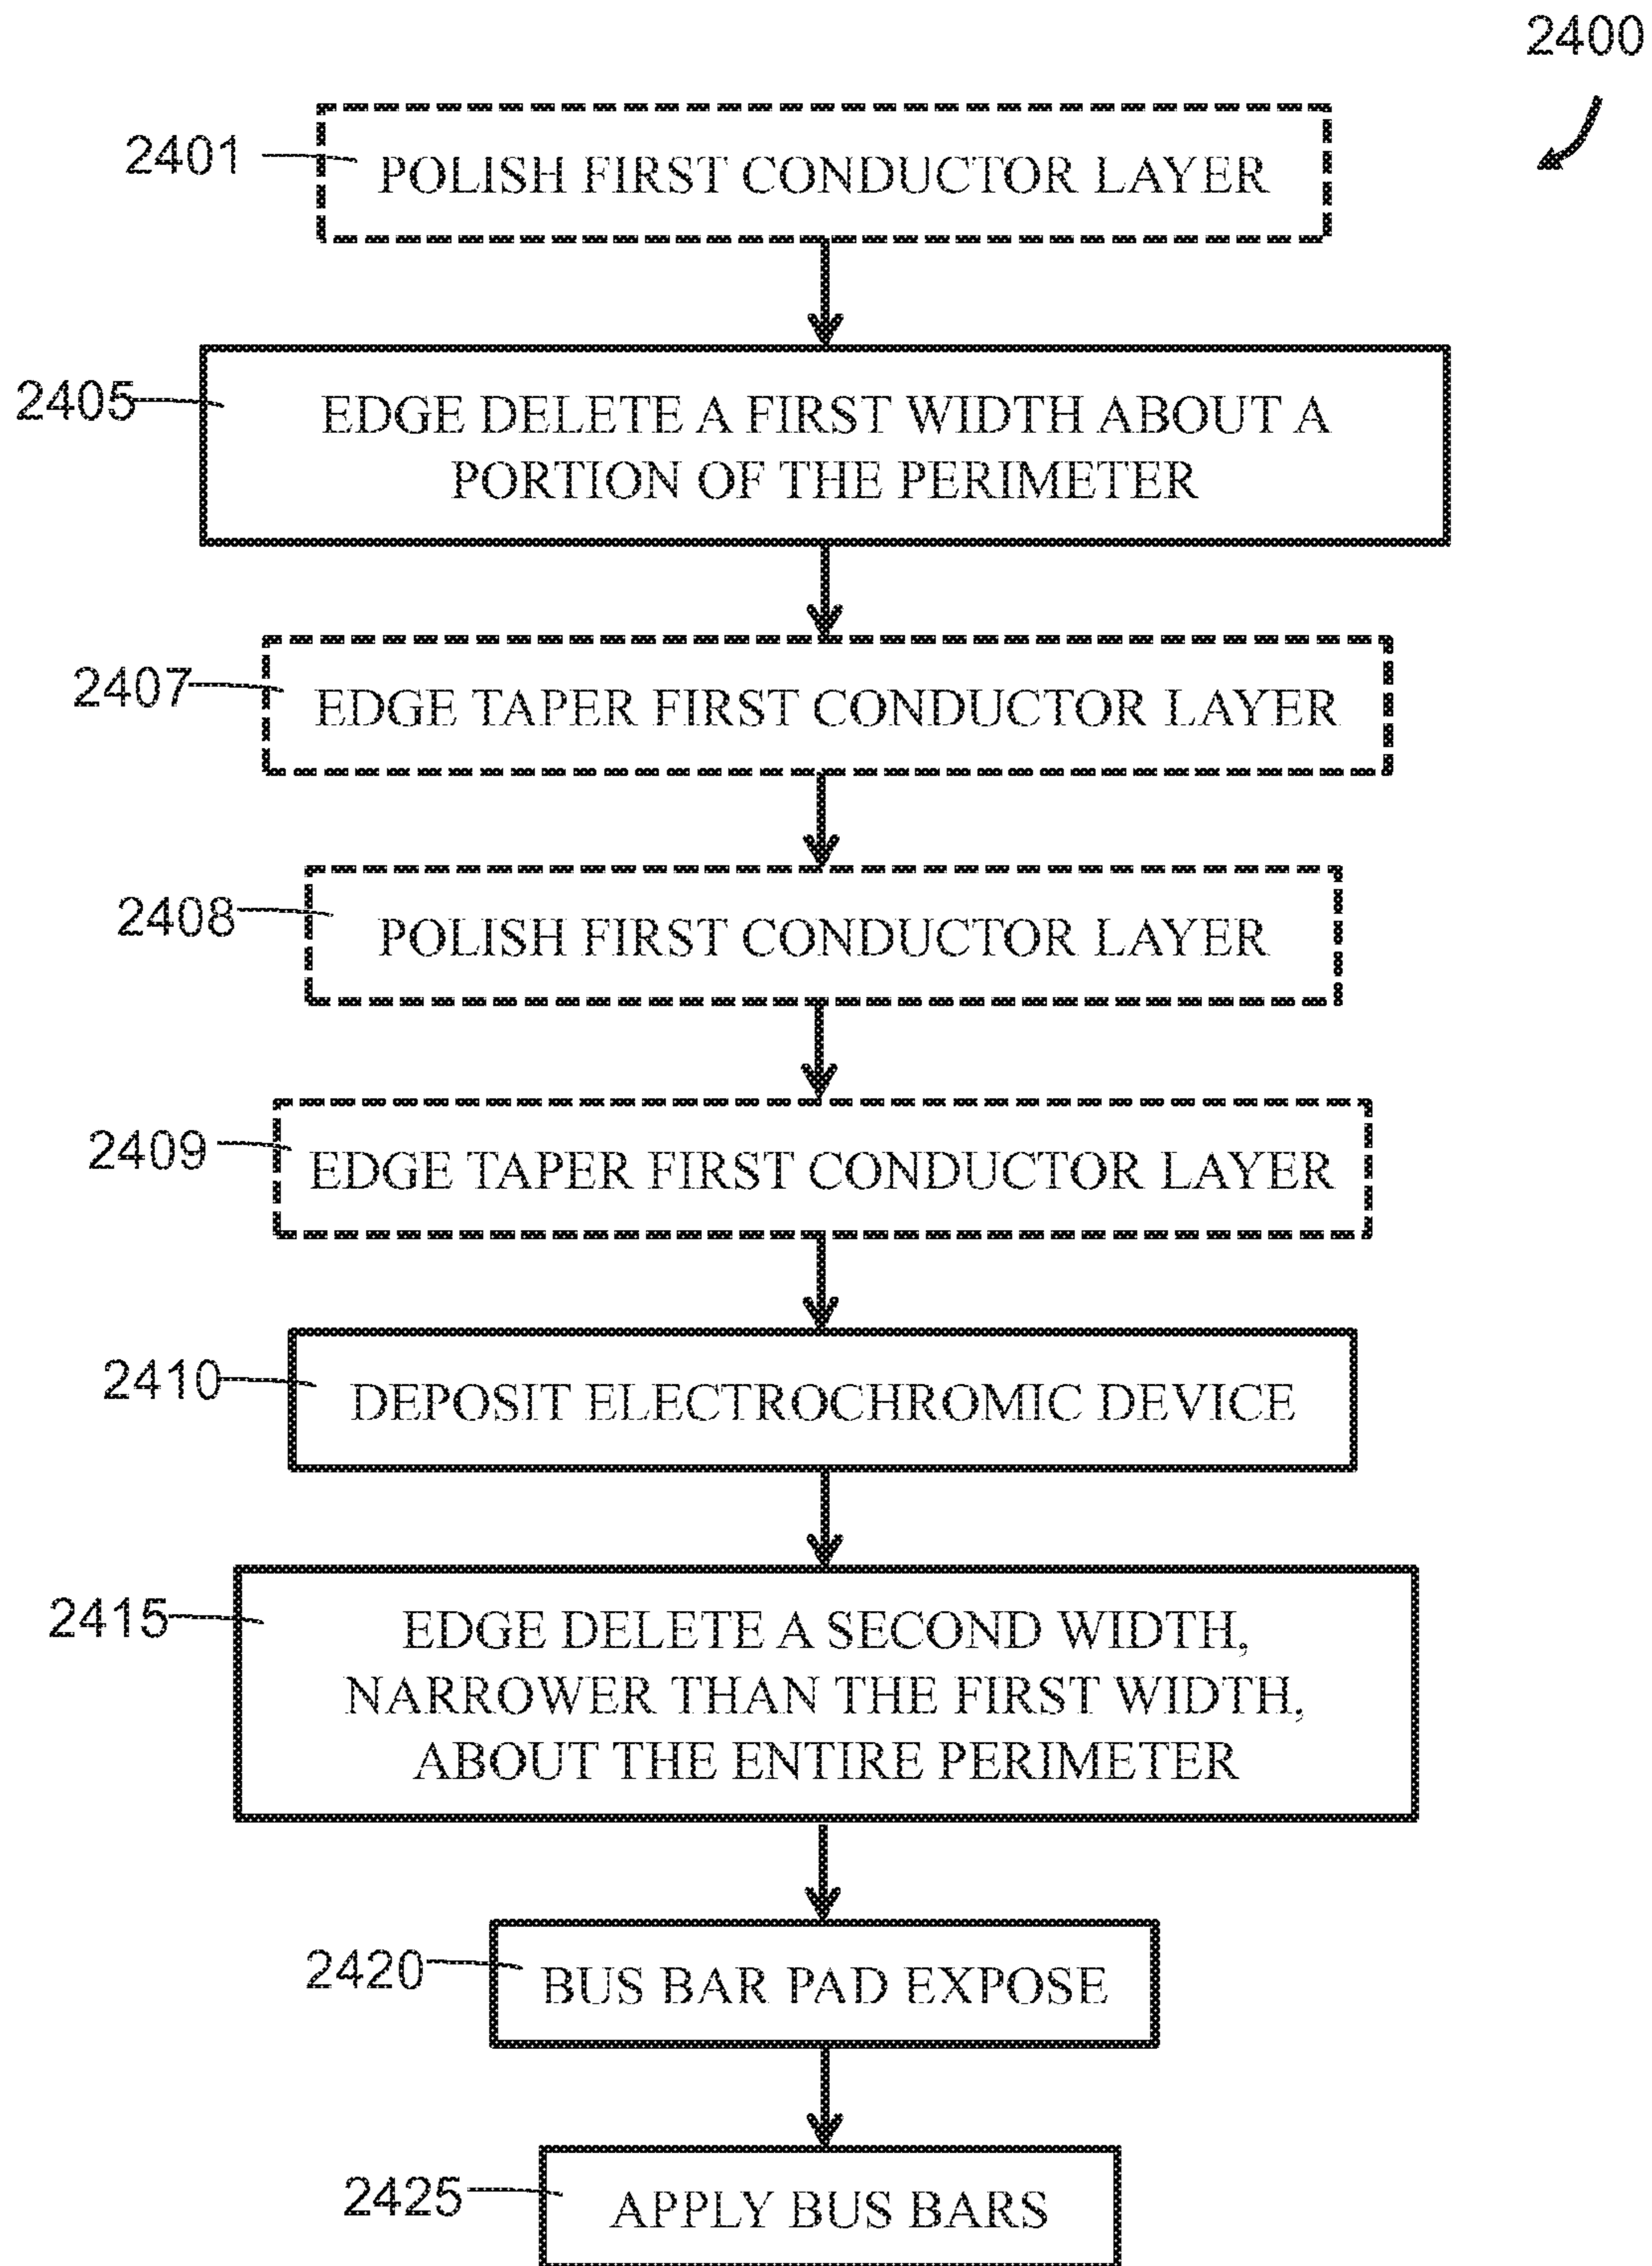 2400
2401
POLISH FIRST CONDUCTOR LAYER
2405
EDGE DELETE A FIRST WIDTH ABOUT A
PORTION OF THE PERIMETER
2407
EDGE TAPER FIRST CONDUCTOR LAYER
2408
POLISH FIRST CONDUCTOR LAYER
2409
EDGE TAPER FIRST CONDUCTOR LAYER
2410
DEPOSIT ELECTROCHROMIC DEVICE
2415
EDGE DELETE A SECOND WIDTH,
NARROWER THAN THE FIRST WIDTH,
ABOUT THE ENTIRE PERIMETER
2420
BUS BAR PAD EXPOSE
2425
APPLY BUS BARS